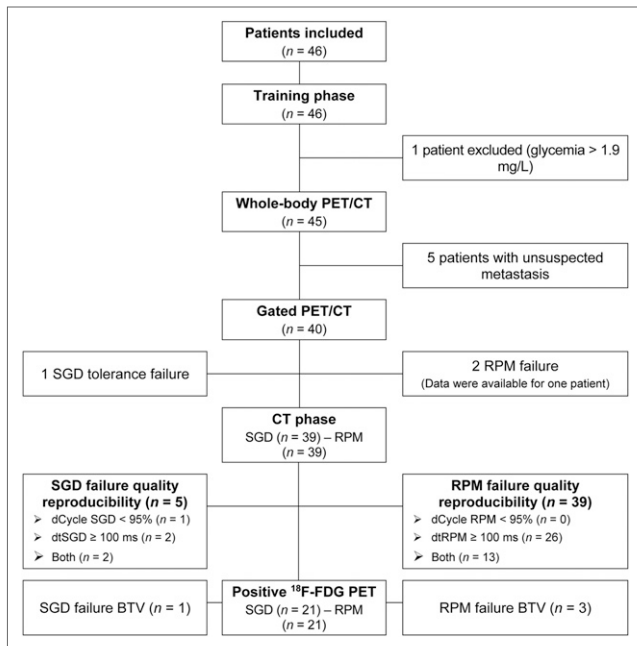 Patients included
(n = 46)
Training phase
(n = 46)
1 patient excluded (glycemia > 1.9
mg/L)
Whole-body PET/CT
(n = 45)
5 patients with unsuspected
metastasis
Gated PET/CT
(n = 40)
1 SGD tolerance failure
2 RPM failure
(Data were available for one patient)
CT phase
SGD (n = 39) – RPM
(n = 39)
SGD failure quality
reproducibility (n = 5)
➢ dCycle SGD < 95% (n = 1)
➢ dtSGD ≥ 100 ms (n = 2)
➢ Both (n = 2)
RPM failure quality
reproducibility (n = 39)
➢ dCycle RPM < 95% (n = 0)
➢ dtRPM ≥ 100 ms (n = 26)
➢ Both (n = 13)
SGD failure BTV (n = 1)
Positive ¹⁸F-FDG PET
SGD (n = 21) – RPM
(n = 21)
RPM failure BTV (n = 3)